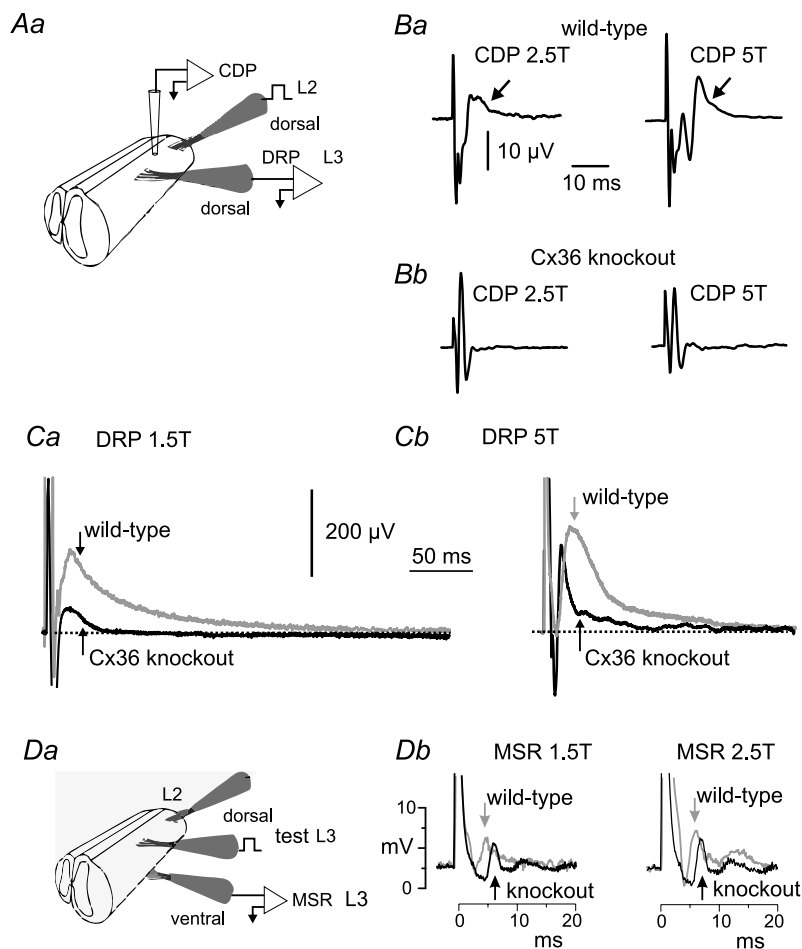 Aa
CDP
L2
dorsal
DRP L3
dorsal
Ba
wild-type
CDP 2.5T
CDP 5T
10 µV
10 ms
Bb
Cx36 knockout
CDP 2.5T
CDP 5T
Ca
DRP 1.5T
wild-type
Cx36 knockout
200 µV
50 ms
Cb
DRP 5T
wild-type
Cx36 knockout
Da
L2
dorsal
test L3
MSR L3
ventral
Db
MSR 1.5T
MSR 2.5T
10
mV
0
wild-type
knockout
0 10 20
ms
wild-type
knockout
0 10 20
ms